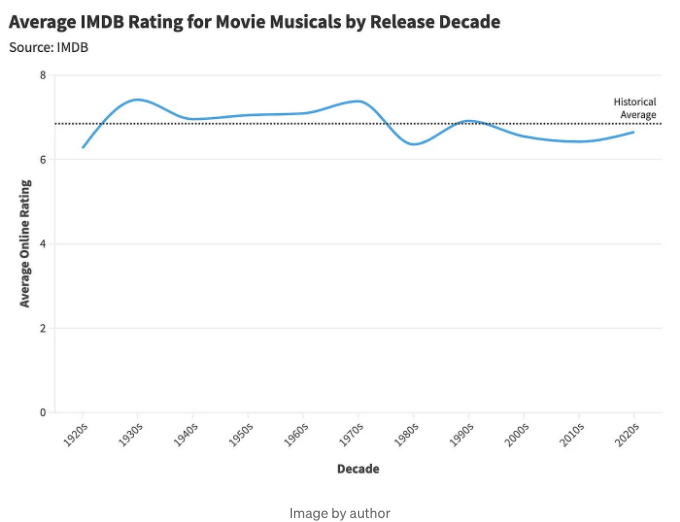 Average IMDB Rating for Movie Musicals by Release Decade
Source: IMDB
8
Historical
Average
6
4
2
0
Average Online Rating
1920s
1930s
1940s
1950s
1960s
1970s
1980s
1990s
2000s
2010s
2020s
Decade
Image by author